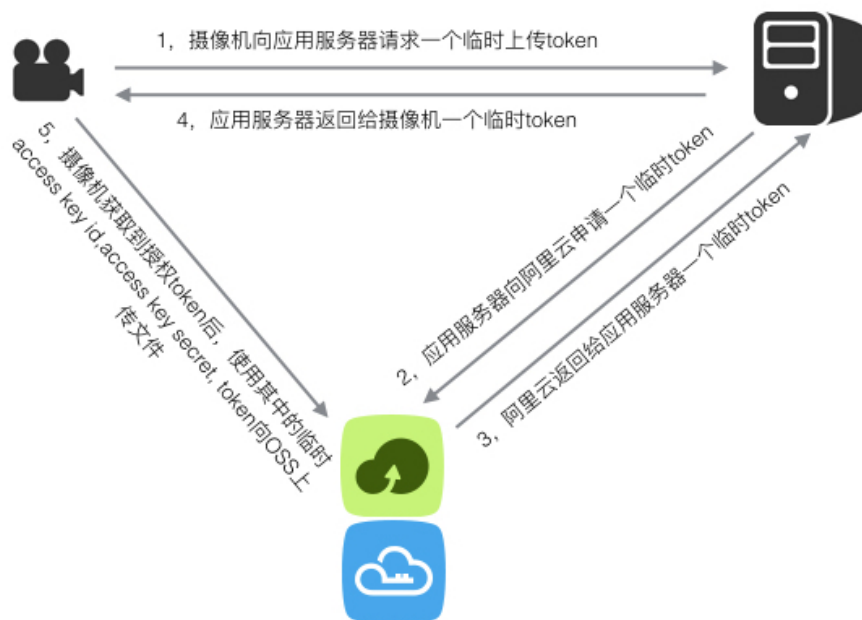 1，摄像机向应用服务器请求一个临时上传token
4，应用服务器返回给摄像机一个临时token
5，摄像机获取到授权token后，使用其中的临时
access key id,access key secret, token向OSS上
传文件
2，应用服务器向阿里云申请一个临时token
3，阿里云返回给应用服务器一个临时token